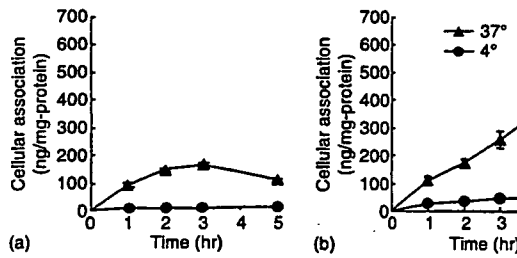 700
600
500
400
300
200
100
0
Cellular association
(ng/mg-protein)
0 1 2 3 5
Time (hr)
(a)
700
600
500
400
300
200
100
0
Cellular association
(ng/mg-protein)
37°
4°
0 1 2 3
Time (hr)
(b)